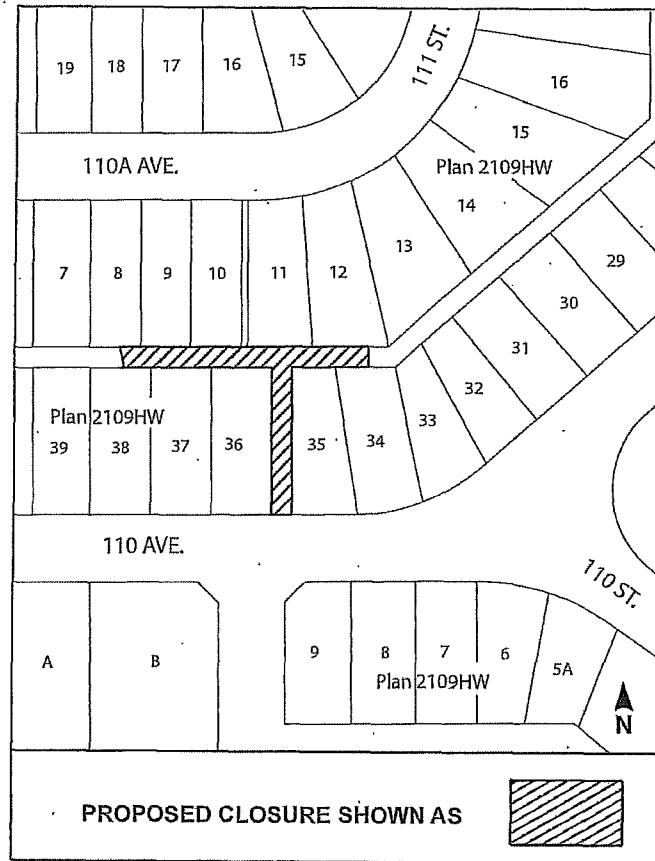 19 18 17 16 15
111 ST.
16
15
110A AVE.
Plan 2109HW
14
13
7 8 9 10 11 12
29
30
31
32
33
Plan 2109HW
39 38 37 36 35 34
110 AVE.
110 ST.
A B
9 8 7 6 5A
Plan 2109HW
N
PROPOSED CLOSURE SHOWN AS